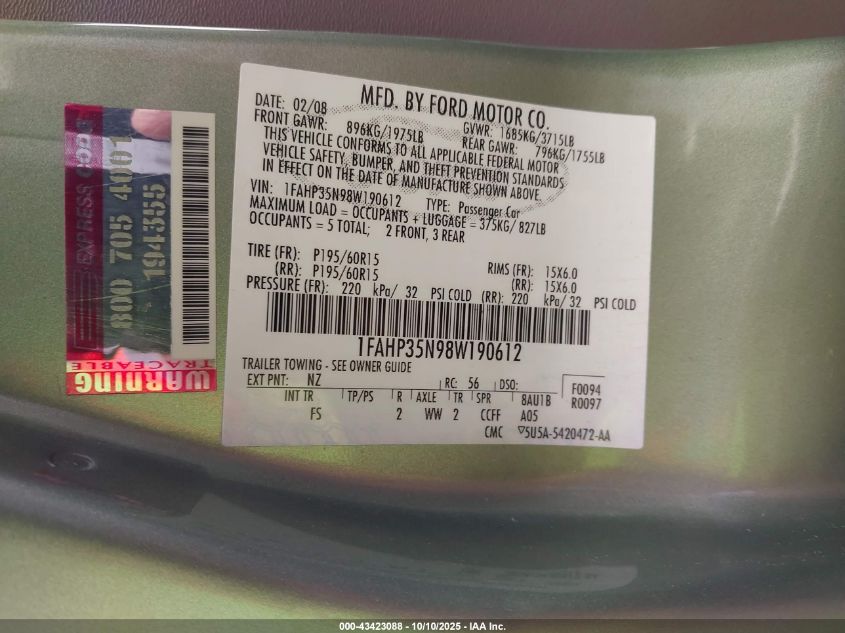 MFD. BY FORD MOTOR CO.
DATE: 02/08 GVWR: 1685KG/3715LB
FRONT GAWR: 896KG/1975LB REAR GAWR: 796KG/1755LB
THIS VEHICLE CONFORMS TO ALL APPLICABLE FEDERAL MOTOR
VEHICLE SAFETY, BUMPER, AND THEFT PREVENTION STANDARDS
IN EFFECT ON THE DATE OF MANUFACTURE SHOWN ABOVE.
VIN: 1FAHP35N98W190612 TYPE: Passenger Car
MAXIMUM LOAD = OCCUPANTS + LUGGAGE = 375KG/ 827LB
OCCUPANTS = 5 TOTAL; 2 FRONT, 3 REAR
TIRE (FR): P195/60R15 RIMS (FR): 15X6.0
(RR): P195/60R15 (RR): 15X6.0
PRESSURE (FR): 220 kPa/ 32 PSI COLD (RR): 220 kPa/ 32 PSI COLD
1FAHP35N98W190612
TRAILER TOWING - SEE OWNER GUIDE
EXT PNT: NZ RC: 56 DSO: F0094
R0097
INT TR TP/PS R AXLE TR SPR 8AU1B
FS 2 WW 2 CCFF A05
CMC 5U5A-5420472-AA
EXPRESS CODE
800 705 4001
194355
WARNING
TRACEABLE
000-43423088 - 10/10/2025 - IAA Inc.